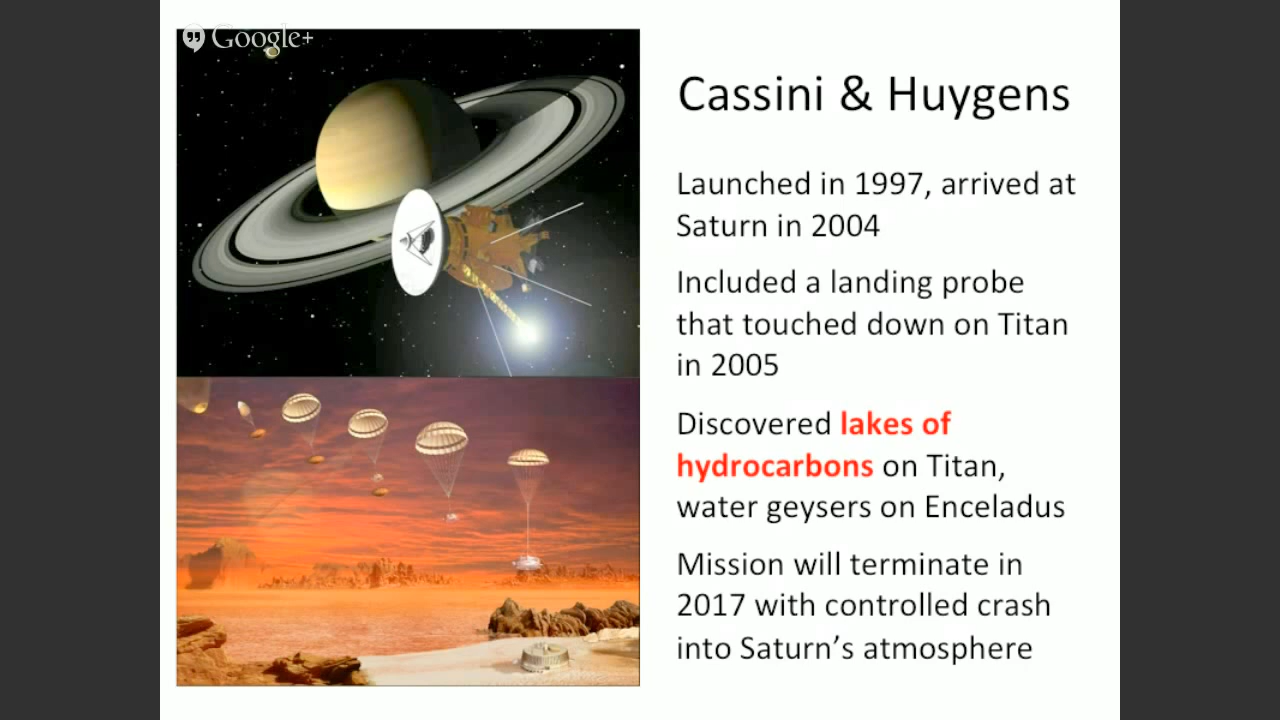 Google+
Cassini & Huygens
Launched in 1997, arrived at
Saturn in 2004
Included a landing probe
that touched down on Titan
in 2005
Discovered lakes of
hydrocarbons on Titan,
water geysers on Enceladus
Mission will terminate in
2017 with controlled crash
into Saturn’s atmosphere